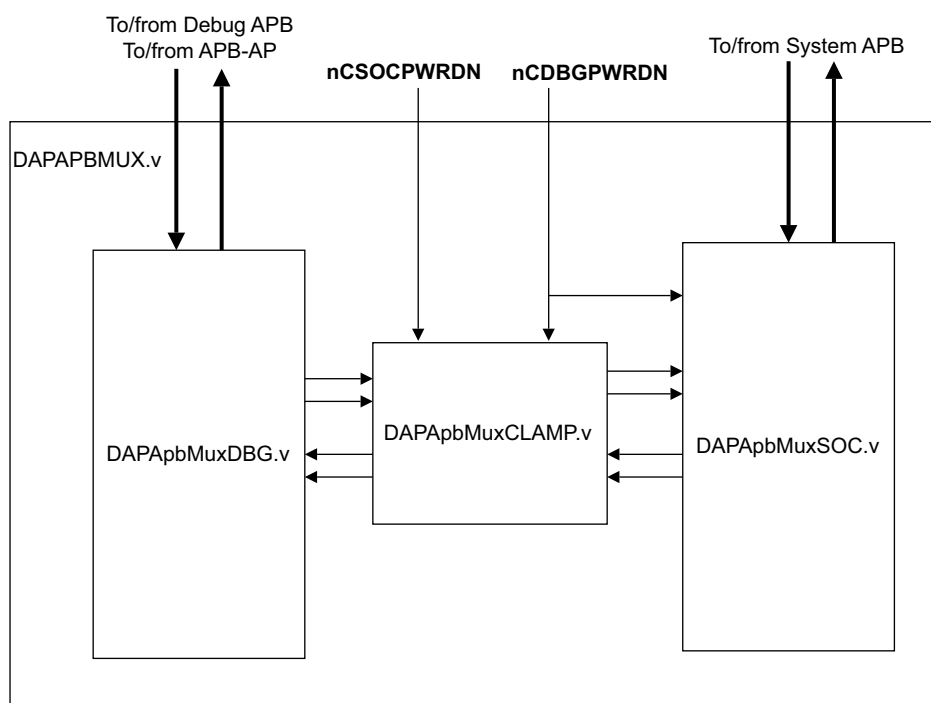 To/from Debug APB
To/from APB-AP
nCSOCPWRDN
nCDBGPWRDN
To/from System APB
DAPAPBMUX.v
DAPApbMuxDBG.v
DAPApbMuxCLAMP.v
DAPApbMuxSOC.v